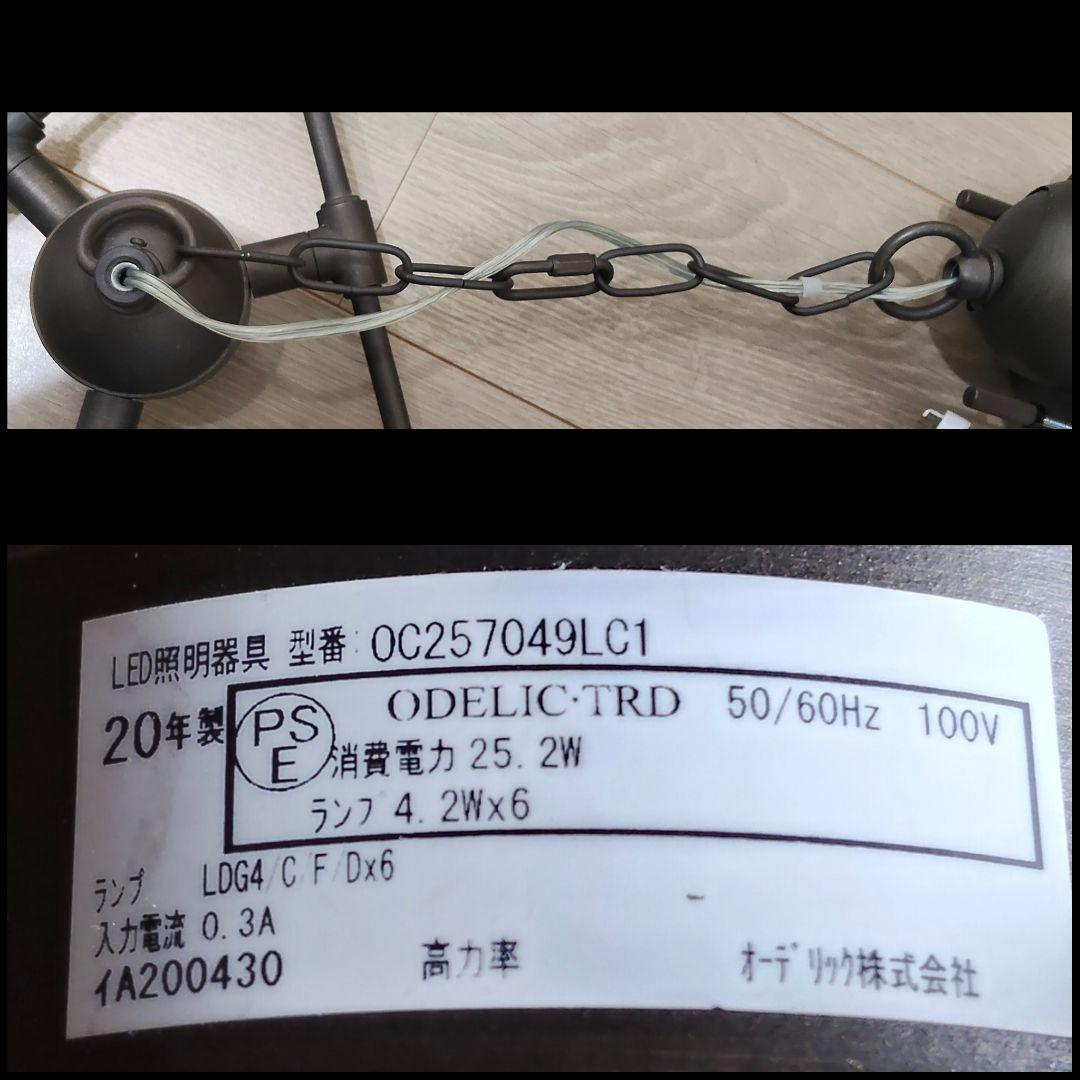 LED照明器具 型番 OC257049LC1
20年製
PSE
ODELIC・TRD 50/60Hz 100V
消費電力 25.2W
ランプ 4.2Wx6
ランプ LDG4/C/F/Dx6
入力電流 0.3A
イA200430
高力率
オーデリック株式会社